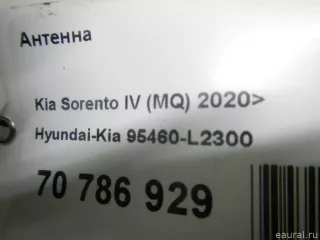 Антенна
Kia Sorento IV (MQ) 2020>
Hyundai-Kia 95460-L2300
70 786 929
eaural.ru